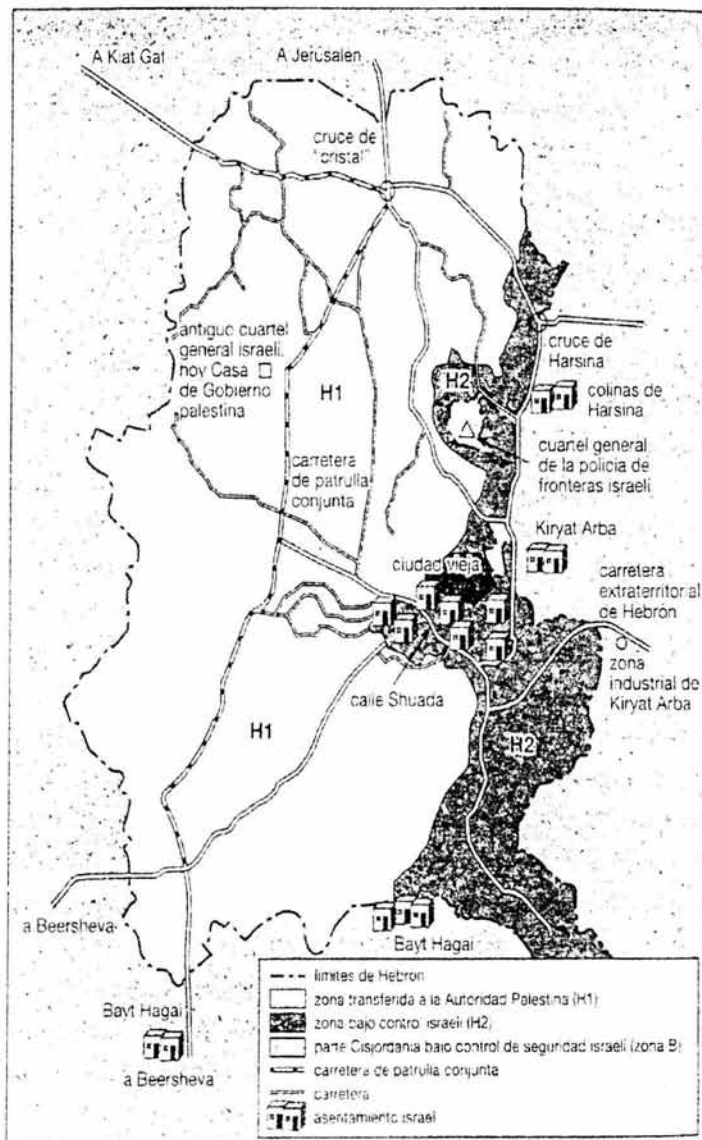 A Kiat Gat
A Jerusalen
cruce de
"cristal"
antiguo cuartel
general israelí,
hoy Casa
de Gobierno
palestina
H1
H2
cruce de
Harsina
colinas de
Harsina
cuartel general
de la policia de
fronteras israelí
carretera
de patrulla
conjunta
Kiryat Arba
ciudad vieja
carretera
extraterritorial
de Hebrón
zona
industrial de
Kiryat Arba
calle Shuada
H1
H2
a Beersheva
Bayt Hagai
Bayt Hagai
a Beersheva
limites de Hebron
zona transferida a la Autoridad Palestina (H1)
zona bajo control israelí (H2)
parte Cisjordania bajo control de seguridad israelí (zona B)
carretera de patrulla conjunta
carretera
asentamiento israel